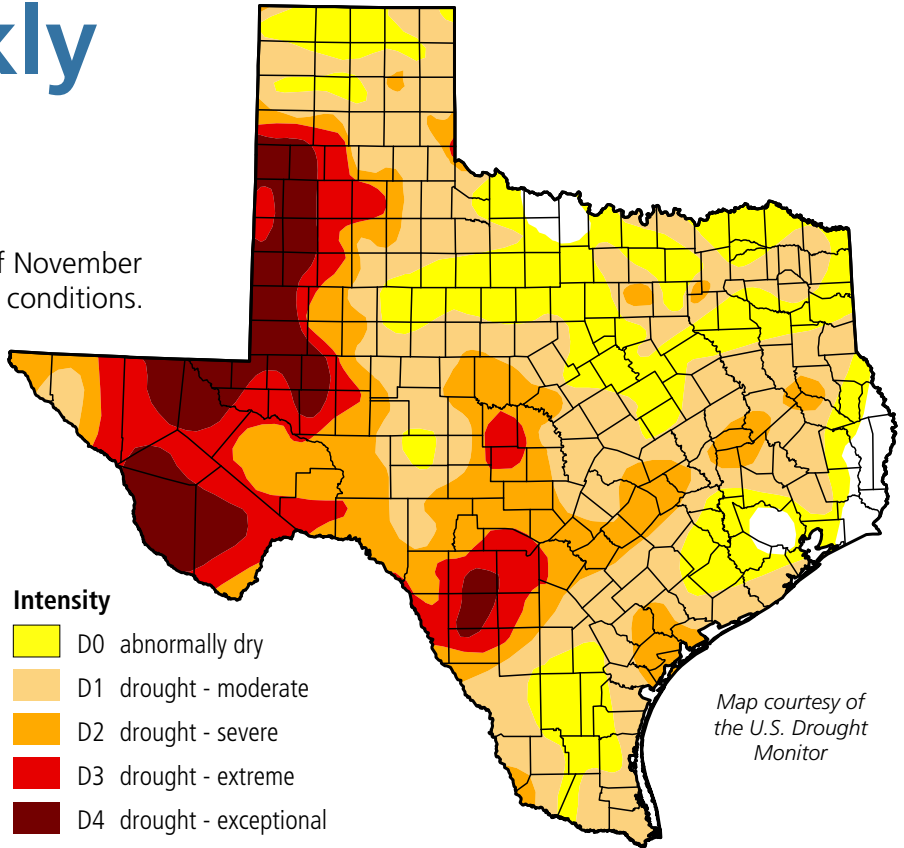 kly
f November
conditions.
Intensity
D0 abnormally dry
D1 drought - moderate
D2 drought - severe
D3 drought - extreme
D4 drought - exceptional
Map courtesy of
the U.S. Drought
Monitor